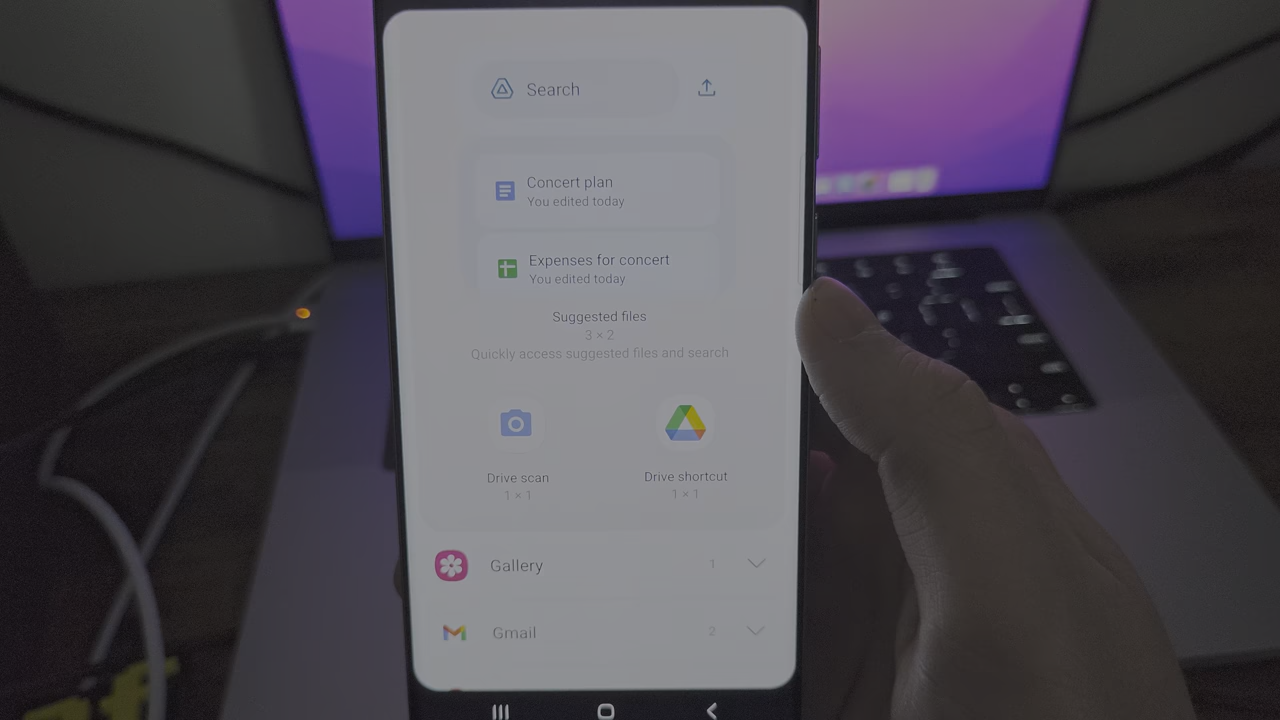 Search
Concert plan
You edited today
Expenses for concert
You edited today
Suggested files
3 × 2
Quickly access suggested files and search
Drive scan
1 × 1
Drive shortcut
1 × 1
Gallery 1
Gmail 2